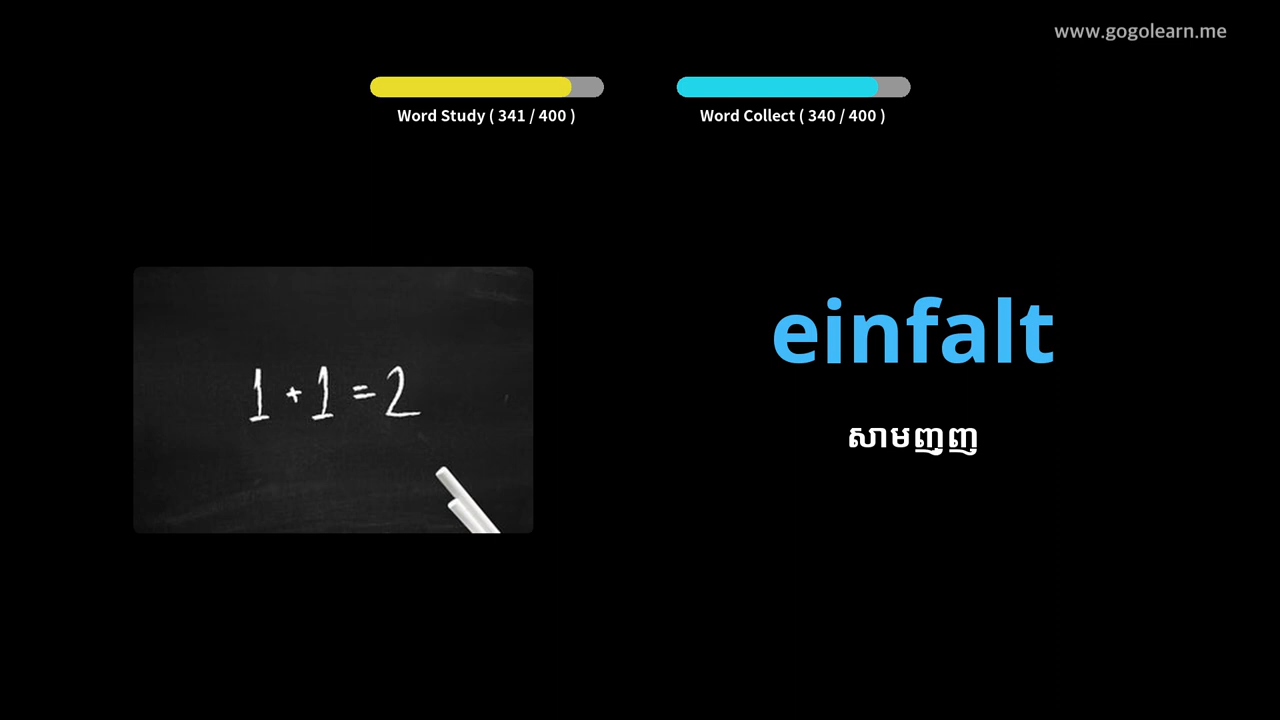 www.gogolearn.me
Word Study ( 341 / 400 )
Word Collect ( 340 / 400 )
1 + 1 = 2
einfalt
សាមញ្ញ